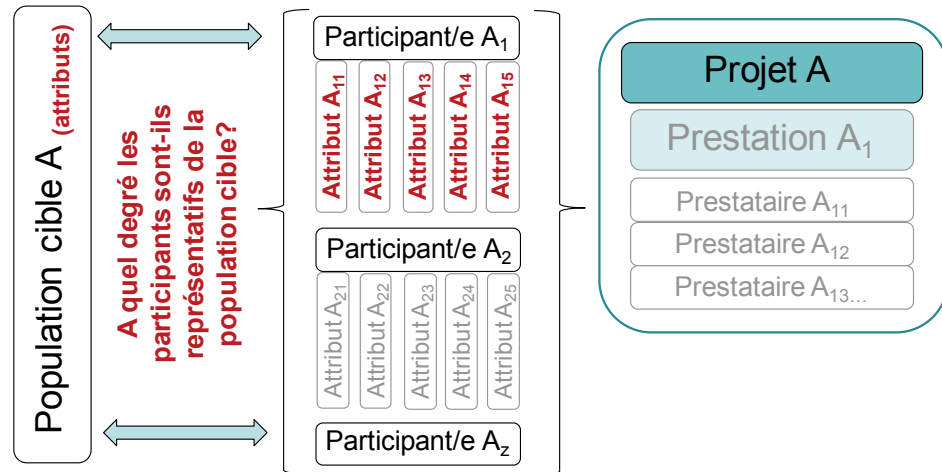 Population cible A (attributs)
A quel degré les
participants sont-ils
représentatifs de la
population cible?
Participant/e A₁
Attribut A₁₁
Attribut A₁₂
Attribut A₁₃
Attribut A₁₄
Attribut A₁₅
Participant/e A₂
Attribut A₂₁
Attribut A₂₂
Attribut A₂₃
Attribut A₂₄
Attribut A₂₅
Participant/e A_z
Projet A
Prestation A₁
Prestataire A₁₁
Prestataire A₁₂
Prestataire A₁₃...